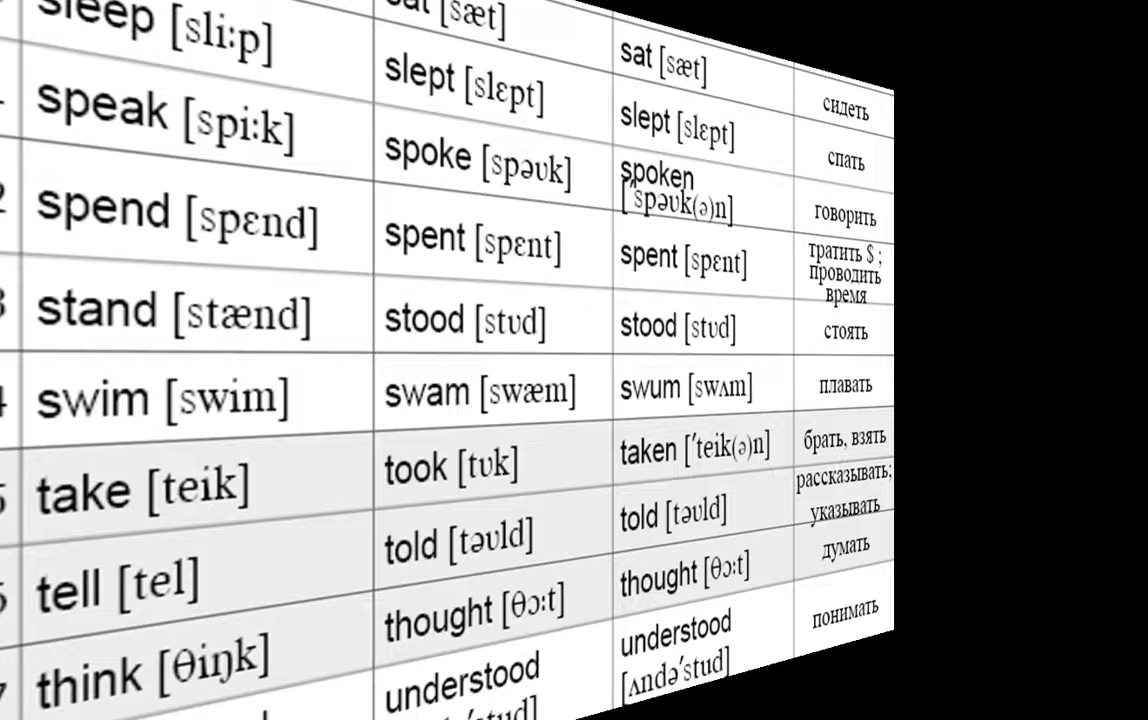 sat [sæt] сидеть
sleep [sli:p] slept [slɛpt] slept [slɛpt] спать
speak [spi:k] spoke [spəʊk] spoken [ˈspəʊk(ə)n] говорить
spend [spɛnd] spent [spɛnt] spent [spɛnt] тратить $ ; проводить время
stand [stænd] stood [stʊd] stood [stʊd] стоять
swim [swim] swam [swæm] swum [swʌm] плавать
take [teik] took [tʊk] taken [ˈteik(ə)n] брать, взять
tell [tel] told [təʊld] told [təʊld] рассказывать; указывать
think [θiŋk] thought [θɔ:t] thought [θɔ:t] думать
understood understood [ʌndəˈstud] понимать